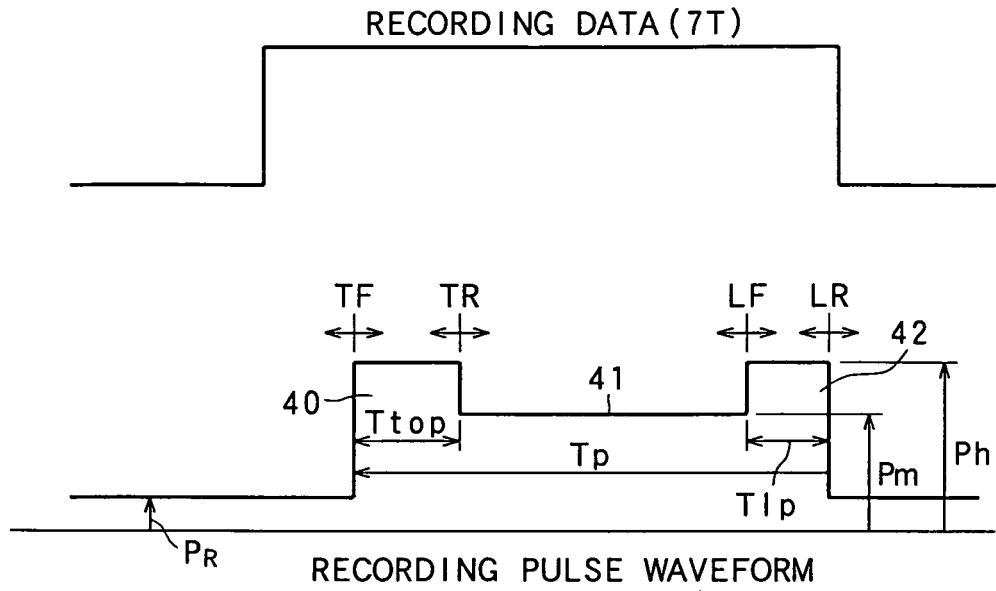 RECORDING DATA(7T)
TF TR LF LR
42
40 41
Ttop
Tp
Tlp
Pm Ph
PR
RECORDING PULSE WAVEFORM